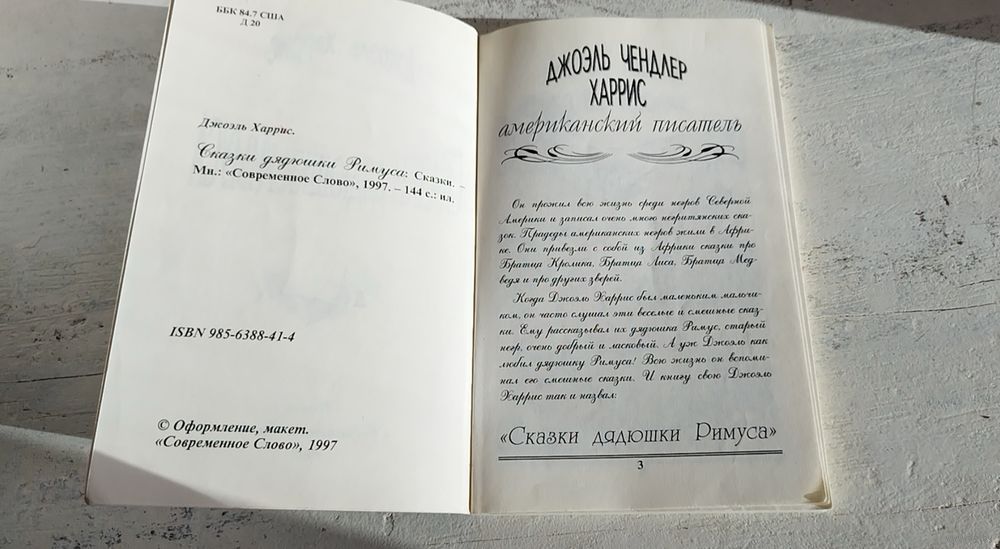 ББК 84.7 США
Д 20
Джоэль Харрис.
Сказки дядюшки Римуса: Сказки. –
Мн.: «Современное Слово», 1997. – 144 с.: ил.
ISBN 985-6388-41-4
© Оформление, макет.
«Современное Слово», 1997
ДЖОЭЛЬ ЧЕНДЛЕР
ХАРРИС
американский писатель
Он прожил всю жизнь среди негров Северной
Америки и записал очень много негритянских ска-
зок. Прадеды американских негров жили в Афри-
ке. Они привезли с собой из Африки сказки про
Братца Кролика, Братца Лиса, Братца Мед-
ведя и про других зверей.
Когда Джоэль Харрис был маленьким мальчи-
ком, он часто слушал эти веселые и смешные сказ-
ки. Ему рассказывал их дядюшка Римус, старый
негр, очень добрый и ласковый. А уж Джоэль как
любил дядюшку Римуса! Всю жизнь он вспоми-
нал его смешные сказки. И книгу свою Джоэль
Харрис так и назвал:
«Сказки дядюшки Римуса»
3